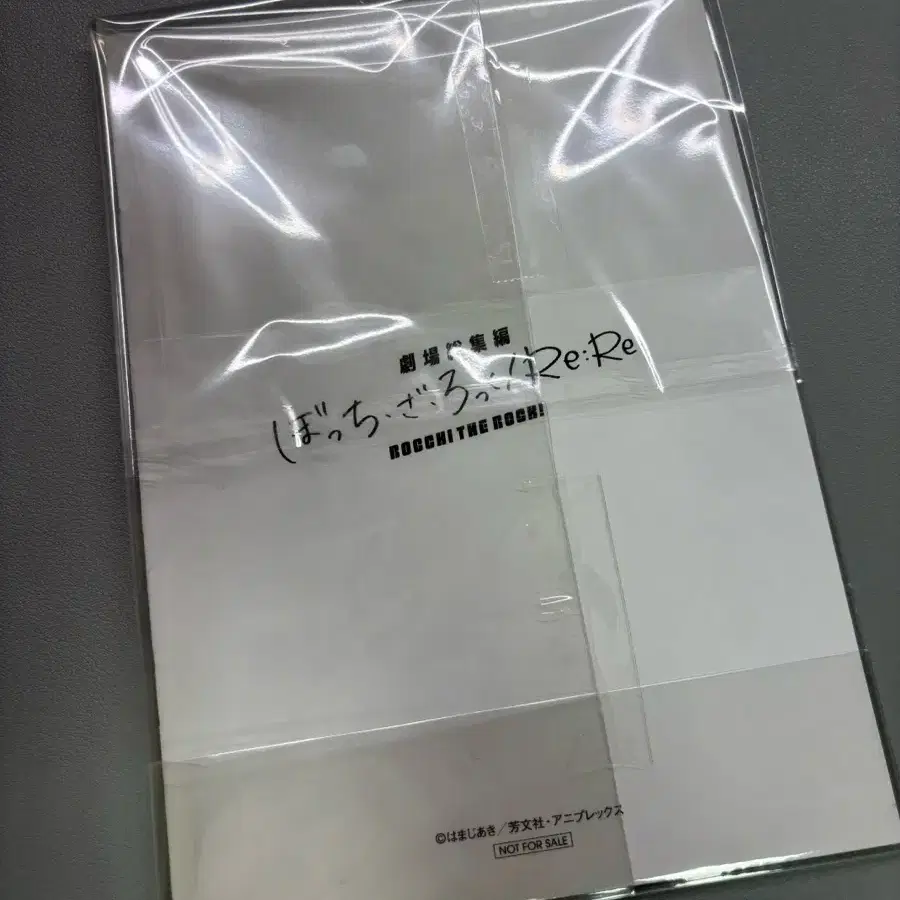 劇場総集編
ぼっち・ざ・ろっく!Re:Re
BOCCHI THE ROCK!
©はまじあき/芳文社・アニプレックス
NOT FOR SALE